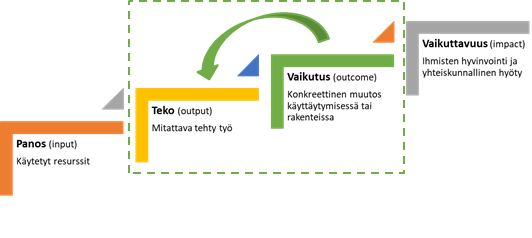 Panos (input)
Käytetyt resurssit
Teko (output)
Mitattava tehty työ
Vaikutus (outcome)
Konkreettinen muutos
käyttäytymisessä tai
rakenteissa
Vaikuttavuus (impact)
Ihmisten hyvinvointi ja
yhteiskunnallinen hyöty